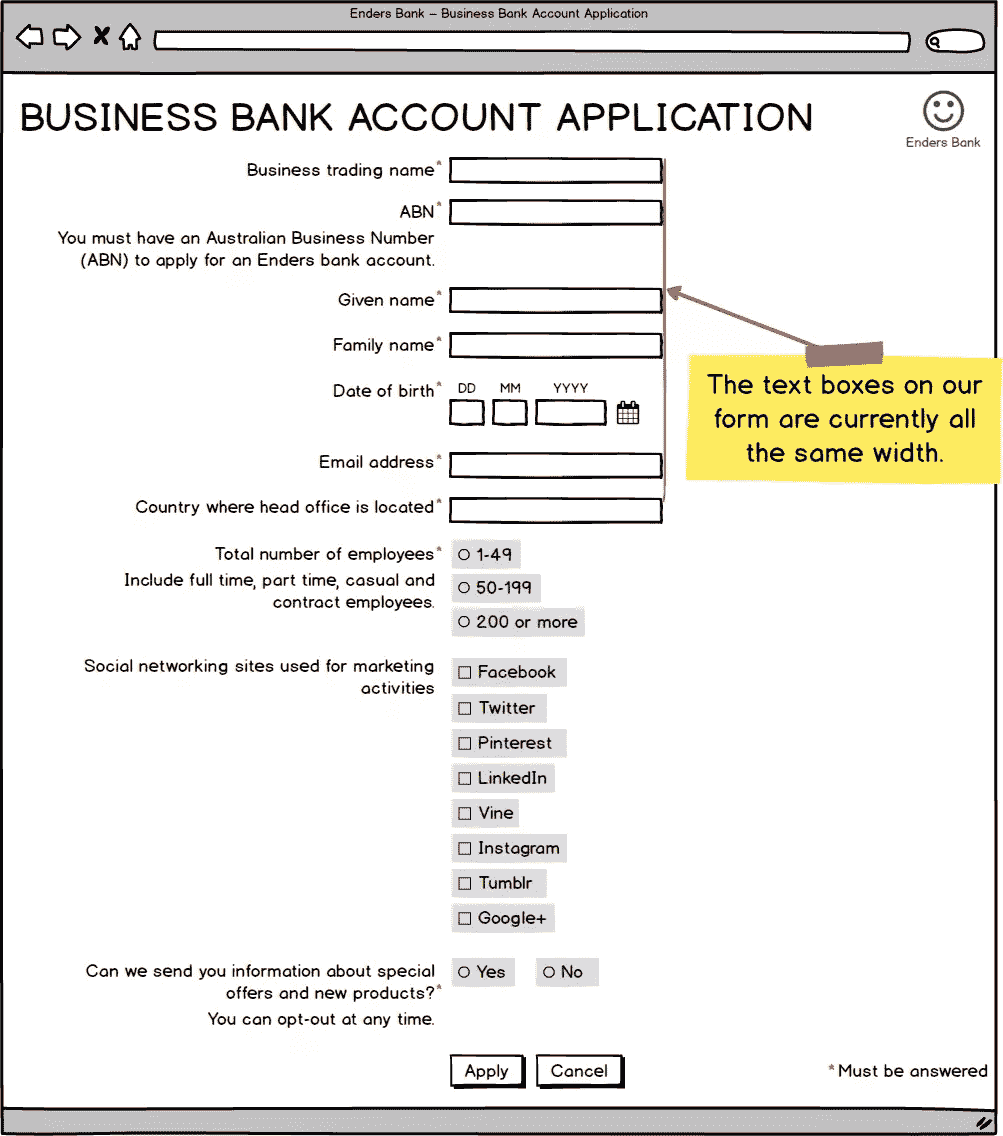 Enders Bank – Business Bank Account Application
BUSINESS BANK ACCOUNT APPLICATION
Enders Bank
Business trading name*
ABN*
You must have an Australian Business Number
(ABN) to apply for an Enders bank account.
Given name*
Family name*
Date of birth* DD MM YYYY
The text boxes on our
form are currently all
the same width.
Email address*
Country where head office is located*
Total number of employees*
Include full time, part time, casual and
contract employees.
1-49
50-199
200 or more
Social networking sites used for marketing
activities
Facebook
Twitter
Pinterest
LinkedIn
Vine
Instagram
Tumblr
Google+
Can we send you information about special
offers and new products?*
You can opt-out at any time.
Yes No
Apply Cancel
*Must be answered